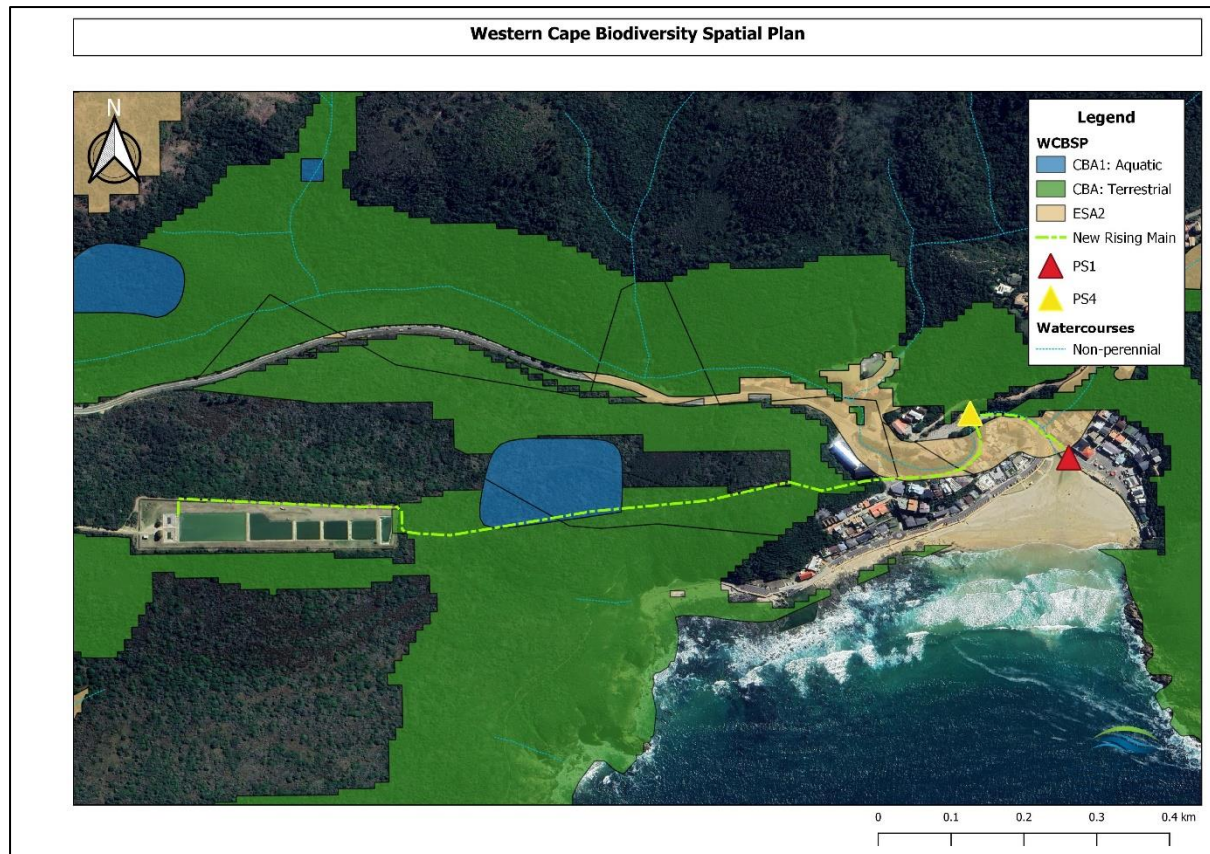 Western Cape Biodiversity Spatial Plan
N
Legend
WCBSP
CBA1: Aquatic
CBA: Terrestrial
ESA2
New Rising Main
PS1
PS4
Watercourses
Non-perennial
0 0.1 0.2 0.3 0.4 km